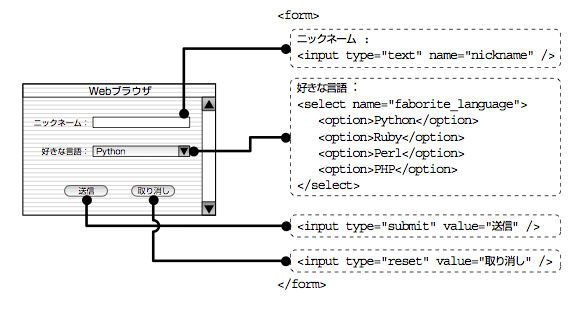 <form>
ニックネーム :
<input type="text" name="nickname" />
好きな言語 :
<select name="faborite_language">
<option>Python</option>
<option>Ruby</option>
<option>Perl</option>
<option>PHP</option>
</select>
<input type="submit" value="送信" />
<input type="reset" value="取り消し" />
</form>
Webブラウザ
ニックネーム :
好きな言語 : Python
送信 取り消し